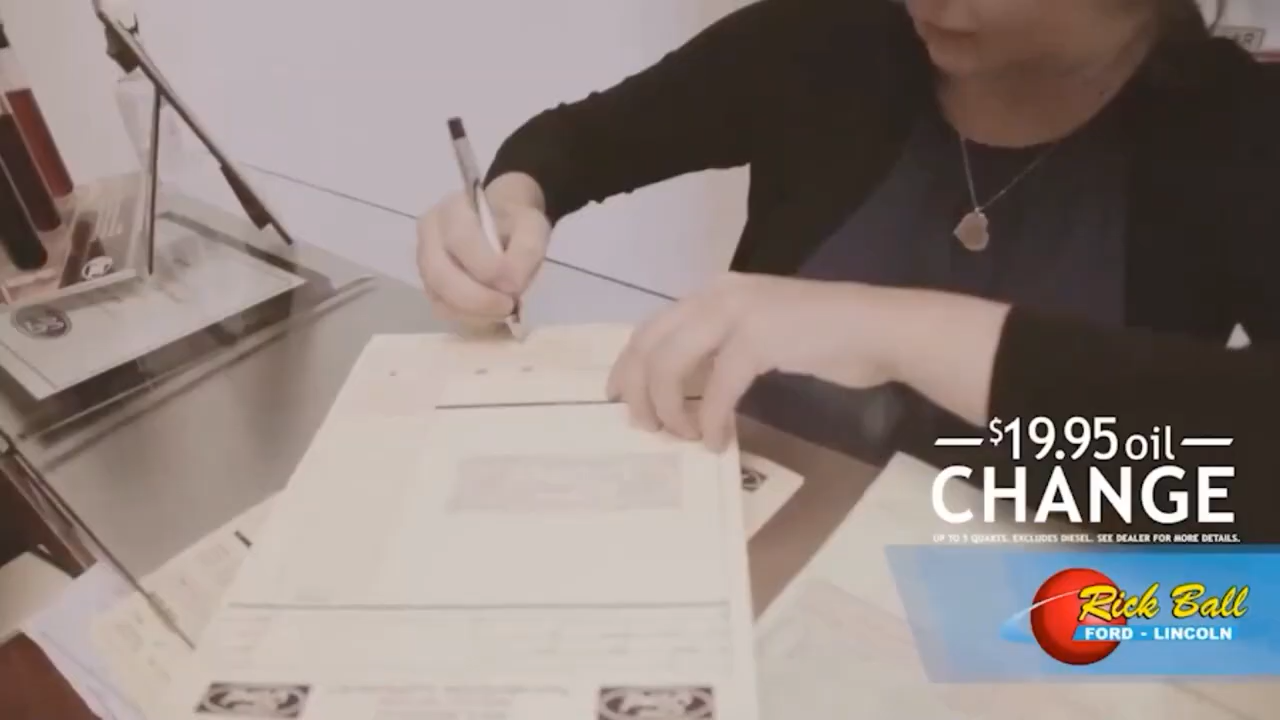 $19.95 oil
CHANGE
UP TO 5 QUARTS. EXCLUDES DIESEL. SEE DEALER FOR MORE DETAILS.
Rick Ball
FORD - LINCOLN